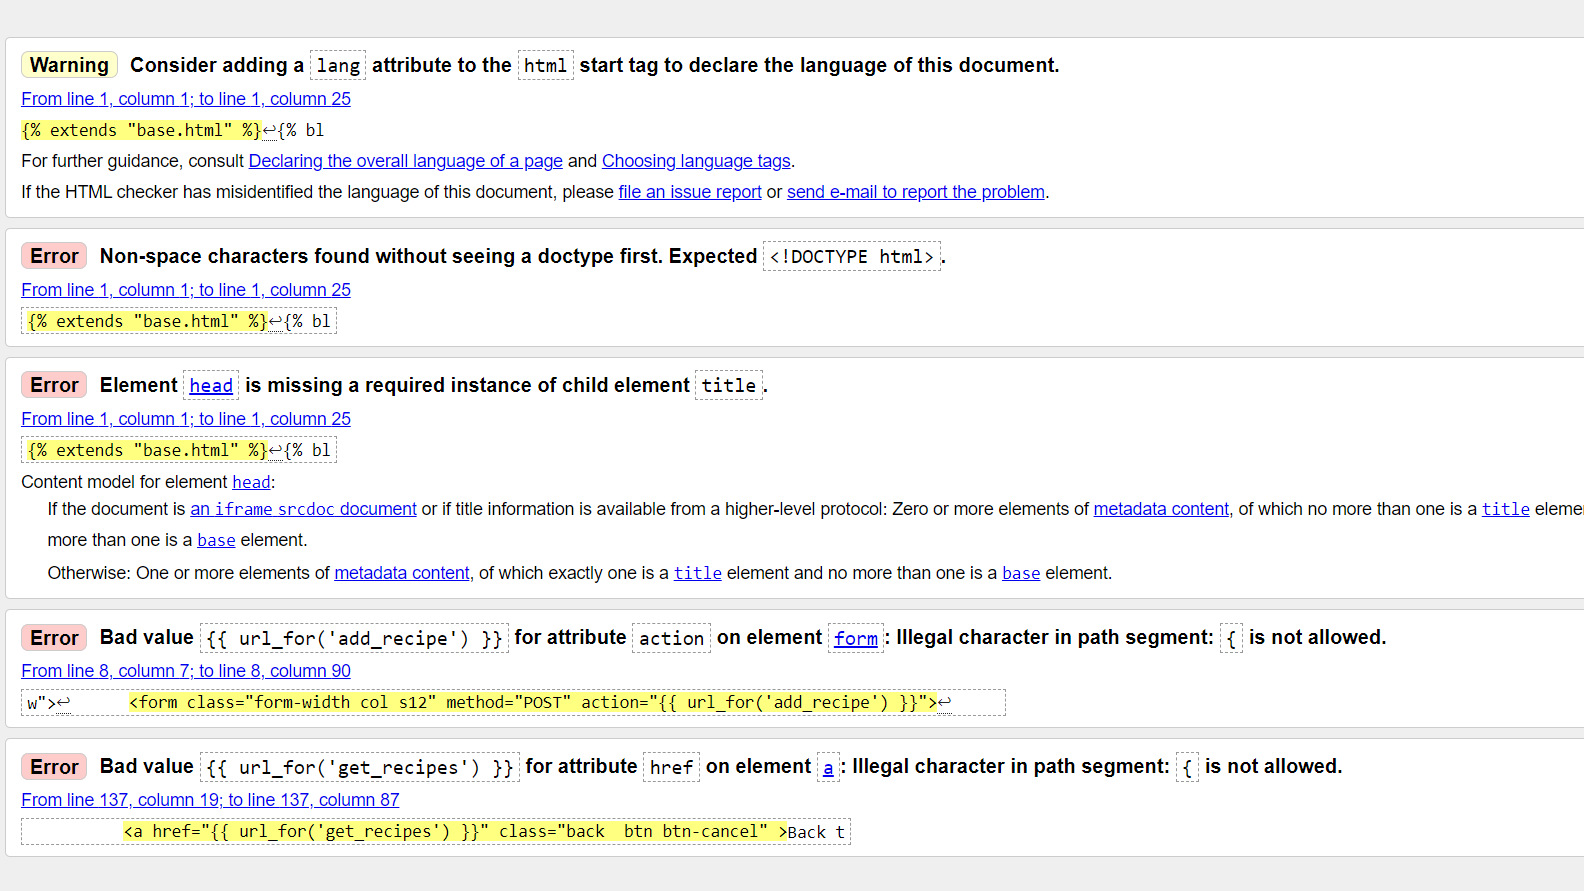 Warning Consider adding a lang attribute to the html start tag to declare the language of this document.
From line 1, column 1; to line 1, column 25
{% extends "base.html" %}↩{% bl
For further guidance, consult Declaring the overall language of a page and Choosing language tags.
If the HTML checker has misidentified the language of this document, please file an issue report or send e-mail to report the problem.
Error Non-space characters found without seeing a doctype first. Expected <!DOCTYPE html>.
From line 1, column 1; to line 1, column 25
{% extends "base.html" %}↩{% bl
Error Element head is missing a required instance of child element title.
From line 1, column 1; to line 1, column 25
{% extends "base.html" %}↩{% bl
Content model for element head:
If the document is an iframe srcdoc document or if title information is available from a higher-level protocol: Zero or more elements of metadata content, of which no more than one is a title eleme
more than one is a base element.
Otherwise: One or more elements of metadata content, of which exactly one is a title element and no more than one is a base element.
Error Bad value {{ url_for('add_recipe') }} for attribute action on element form: Illegal character in path segment: { is not allowed.
From line 8, column 7; to line 8, column 90
w">↩ <form class="form-width col s12" method="POST" action="{{ url_for('add_recipe') }}">↩
Error Bad value {{ url_for('get_recipes') }} for attribute href on element a: Illegal character in path segment: { is not allowed.
From line 137, column 19; to line 137, column 87
<a href="{{ url_for('get_recipes') }}" class="back  btn btn-cancel" >Back t